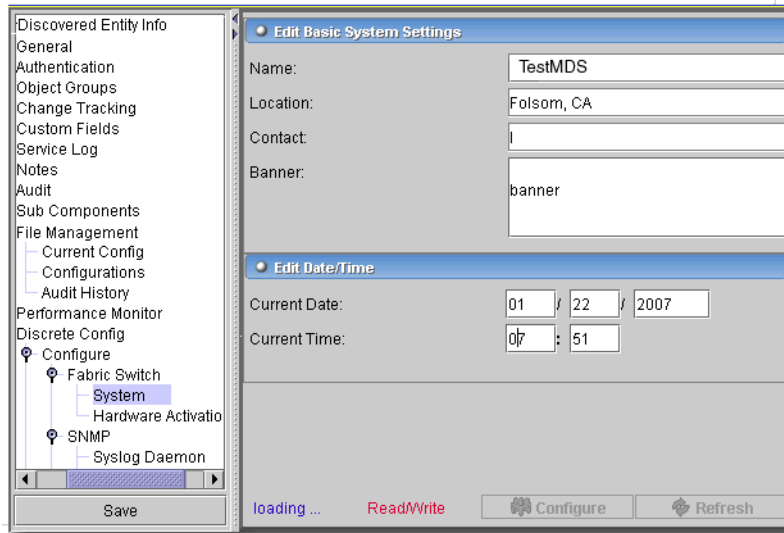 Discovered Entity Info
General
Authentication
Object Groups
Change Tracking
Custom Fields
Service Log
Notes
Audit
Sub Components
File Management
Current Config
Configurations
Audit History
Performance Monitor
Discrete Config
Configure
Fabric Switch
System
Hardware Activatio
SNMP
Syslog Daemon
Save
Edit Basic System Settings
Name: TestMDS
Location: Folsom, CA
Contact: l
Banner: banner
Edit Date/Time
Current Date: 01 / 22 / 2007
Current Time: 07 : 51
loading ... Read/Write Configure Refresh